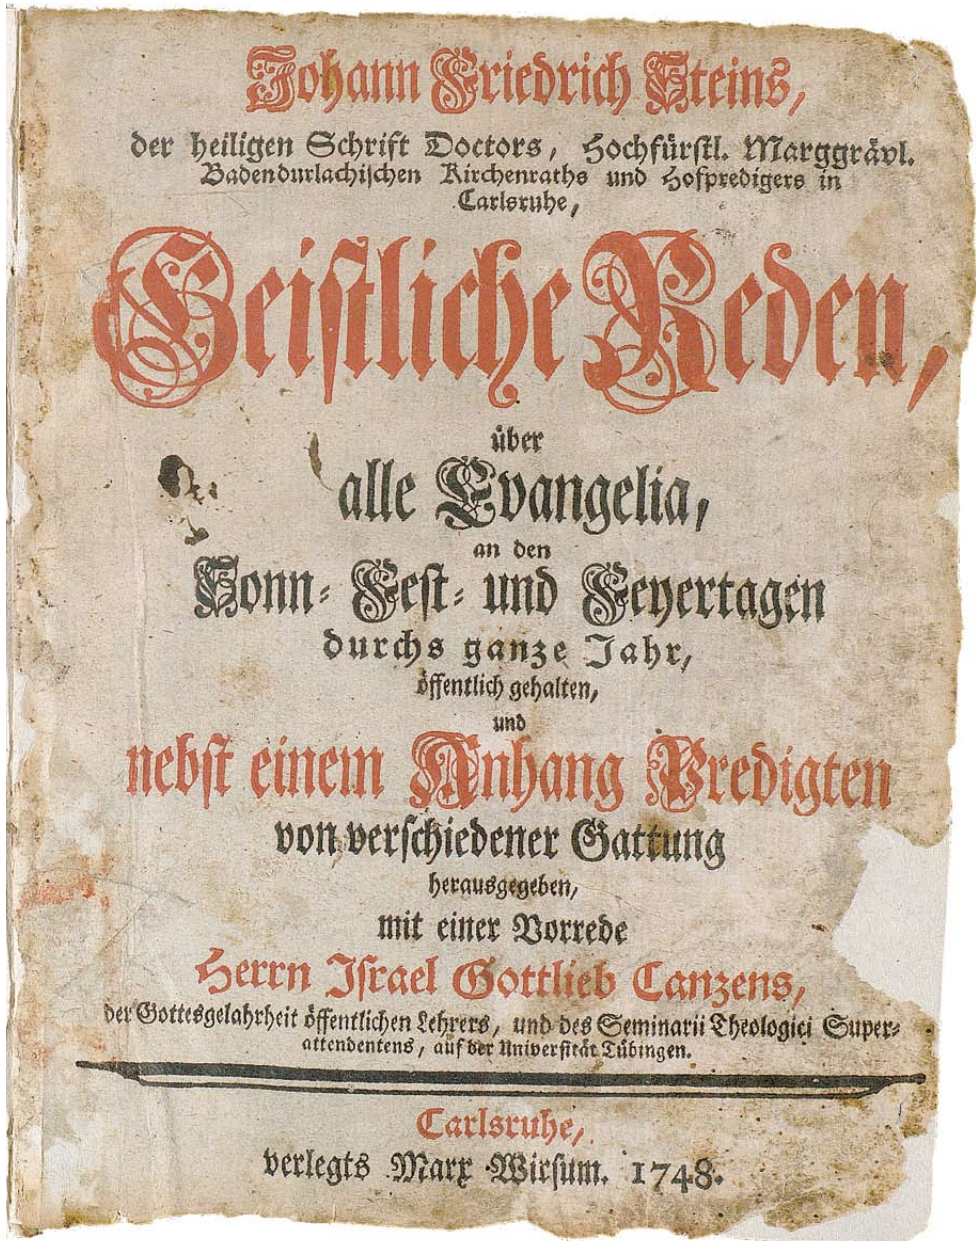 Johann Friedrich Steins,
der heiligen Schrift Doctors, Hochfürstl. Marggrävl.
Badendurlachischen Kirchenraths und Hofpredigers in
Carlsruhe,
Geistliche Reden,
über
alle Evangelia,
an den
Sonn- Fest- und Feyertagen
durchs ganze Jahr,
öffentlich gehalten,
und
nebst einem Anhang Predigten
von verschiedener Gattung
herausgegeben,
mit einer Vorrede
Herrn Israel Gottlieb Canzens,
der Gottesgelahrheit öffentlichen Lehrers, und des Seminarii Theologici Super-
attendentens, auf der Universität Tübingen.
Carlsruhe,
verlegts Marx Wirsum. 1748.